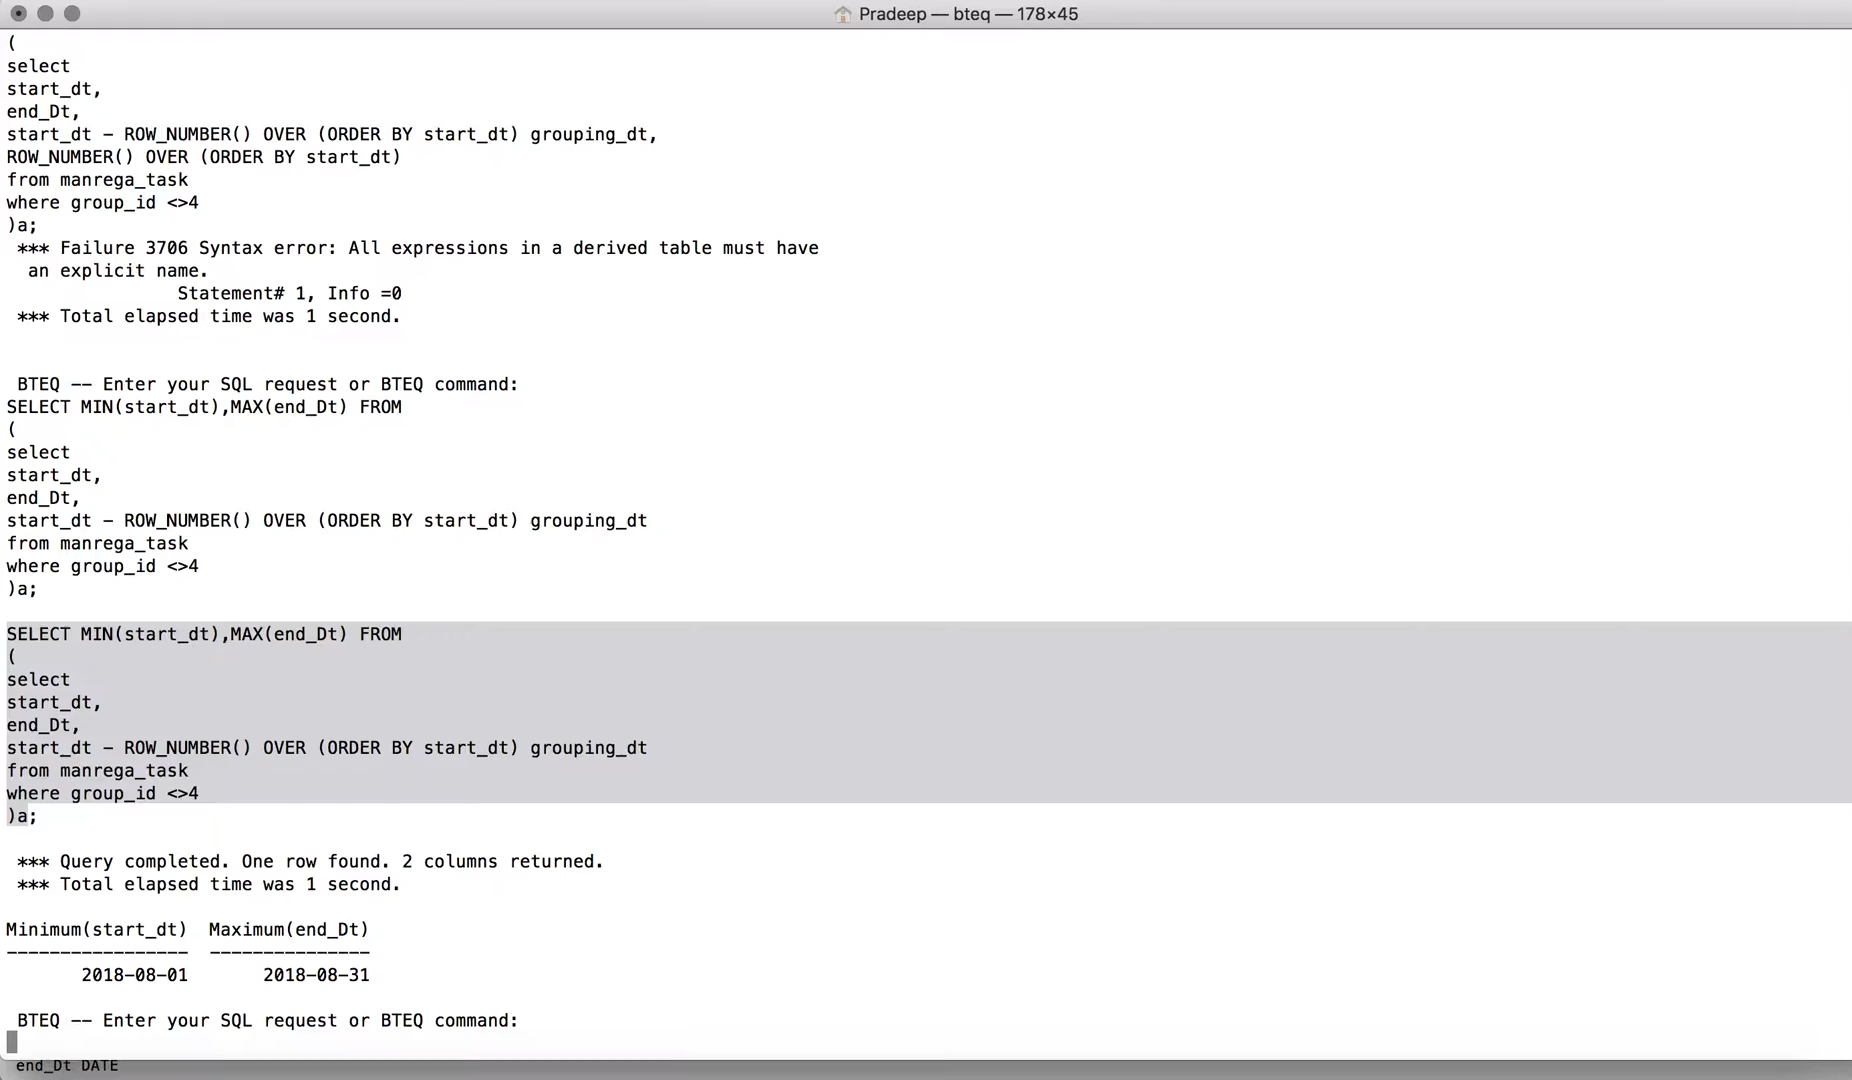 Pradeep — bteq — 178×45
(
select
start_dt,
end_Dt,
start_dt - ROW_NUMBER() OVER (ORDER BY start_dt) grouping_dt,
ROW_NUMBER() OVER (ORDER BY start_dt)
from manrega_task
where group_id <>4
)a;
*** Failure 3706 Syntax error: All expressions in a derived table must have
an explicit name.
Statement# 1, Info =0
*** Total elapsed time was 1 second.
BTEQ -- Enter your SQL request or BTEQ command:
SELECT MIN(start_dt),MAX(end_Dt) FROM
(
select
start_dt,
end_Dt,
start_dt - ROW_NUMBER() OVER (ORDER BY start_dt) grouping_dt
from manrega_task
where group_id <>4
)a;
SELECT MIN(start_dt),MAX(end_Dt) FROM
(
select
start_dt,
end_Dt,
start_dt - ROW_NUMBER() OVER (ORDER BY start_dt) grouping_dt
from manrega_task
where group_id <>4
)a;
*** Query completed. One row found. 2 columns returned.
*** Total elapsed time was 1 second.
Minimum(start_dt)  Maximum(end_Dt)
-----------------  ---------------
2018-08-01       2018-08-31
BTEQ -- Enter your SQL request or BTEQ command:
end_Dt DATE